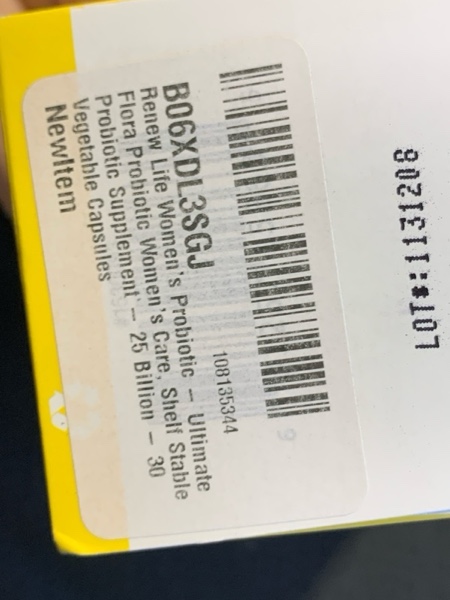 108135344
B06XDL3SGJ
Renew Life Women's Probiotic -- Ultimate
Flora Probiotic Women's Care, Shelf Stable
Probiotic Supplement -- 25 Billion - 30
Vegetable Capsules
NewItem
LOT#:1131208